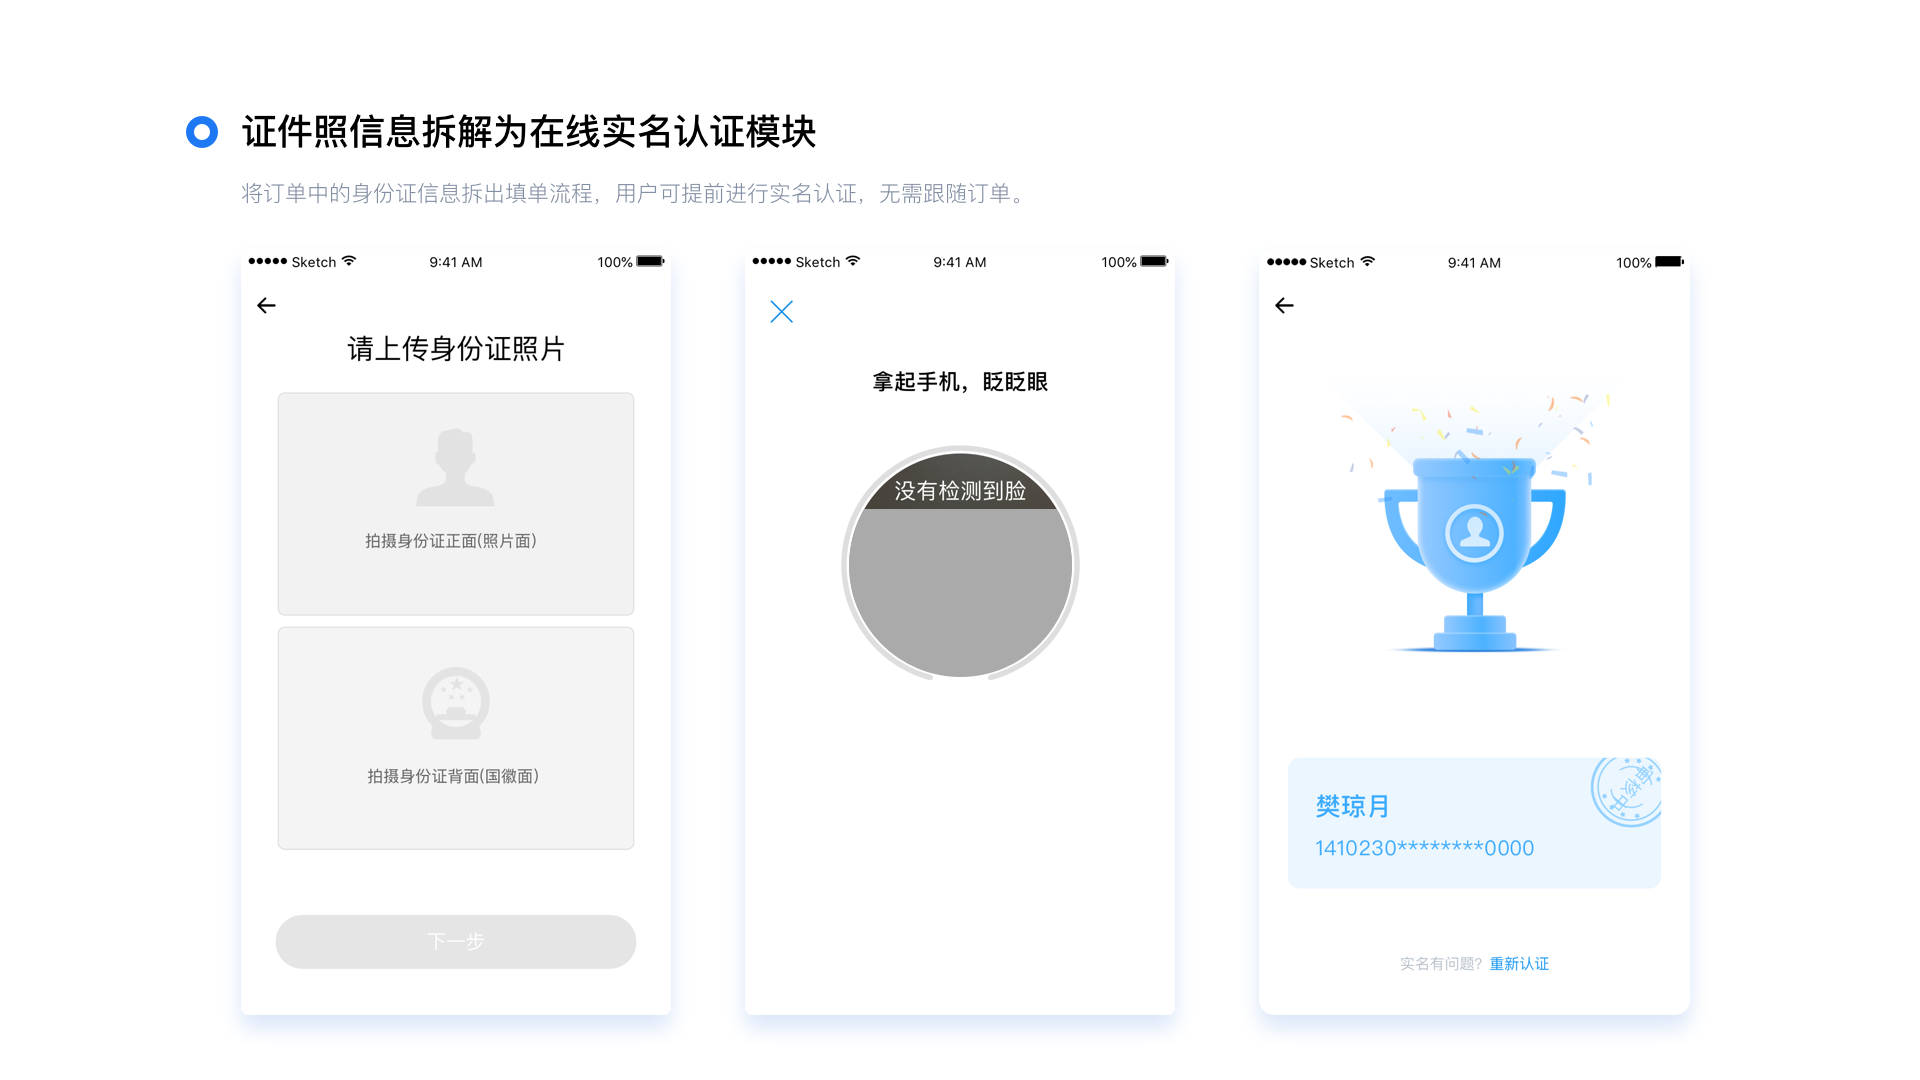 证件照信息拆解为在线实名认证模块
将订单中的身份证信息拆出填单流程，用户可提前进行实名认证，无需跟随订单。
Sketch 9:41 AM 100%
请上传身份证照片
拍摄身份证正面(照片面)
拍摄身份证背面(国徽面)
下一步
Sketch 9:41 AM 100%
拿起手机，眨眨眼
没有检测到脸
Sketch 9:41 AM 100%
审核中
樊琼月
1410230********0000
实名有问题? 重新认证